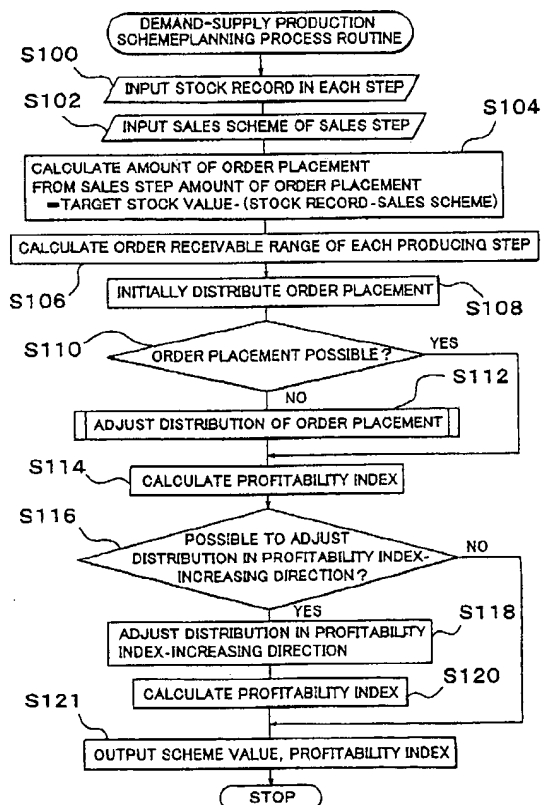 DEMAND-SUPPLY PRODUCTION
SCHEMEPLANNING PROCESS ROUTINE
S100
INPUT STOCK RECORD IN EACH STEP
S102
INPUT SALES SCHEME OF SALES STEP
S104
CALCULATE AMOUNT OF ORDER PLACEMENT
FROM SALES STEP AMOUNT OF ORDER PLACEMENT
=TARGET STOCK VALUE-(STOCK RECORD-SALES SCHEME)
CALCULATE ORDER RECEIVABLE RANGE OF EACH PRODUCING STEP
S106
INITIALLY DISTRIBUTE ORDER PLACEMENT
S108
S110
ORDER PLACEMENT POSSIBLE?
YES
NO
S112
ADJUST DISTRIBUTION OF ORDER PLACEMENT
S114
CALCULATE PROFITABILITY INDEX
S116
POSSIBLE TO ADJUST
DISTRIBUTION IN PROFITABILITY INDEX-
INCREASING DIRECTION?
NO
YES
S118
ADJUST DISTRIBUTION IN PROFITABILITY
INDEX-INCREASING DIRECTION
S120
CALCULATE PROFITABILITY INDEX
S121
OUTPUT SCHEME VALUE, PROFITABILITY INDEX
STOP